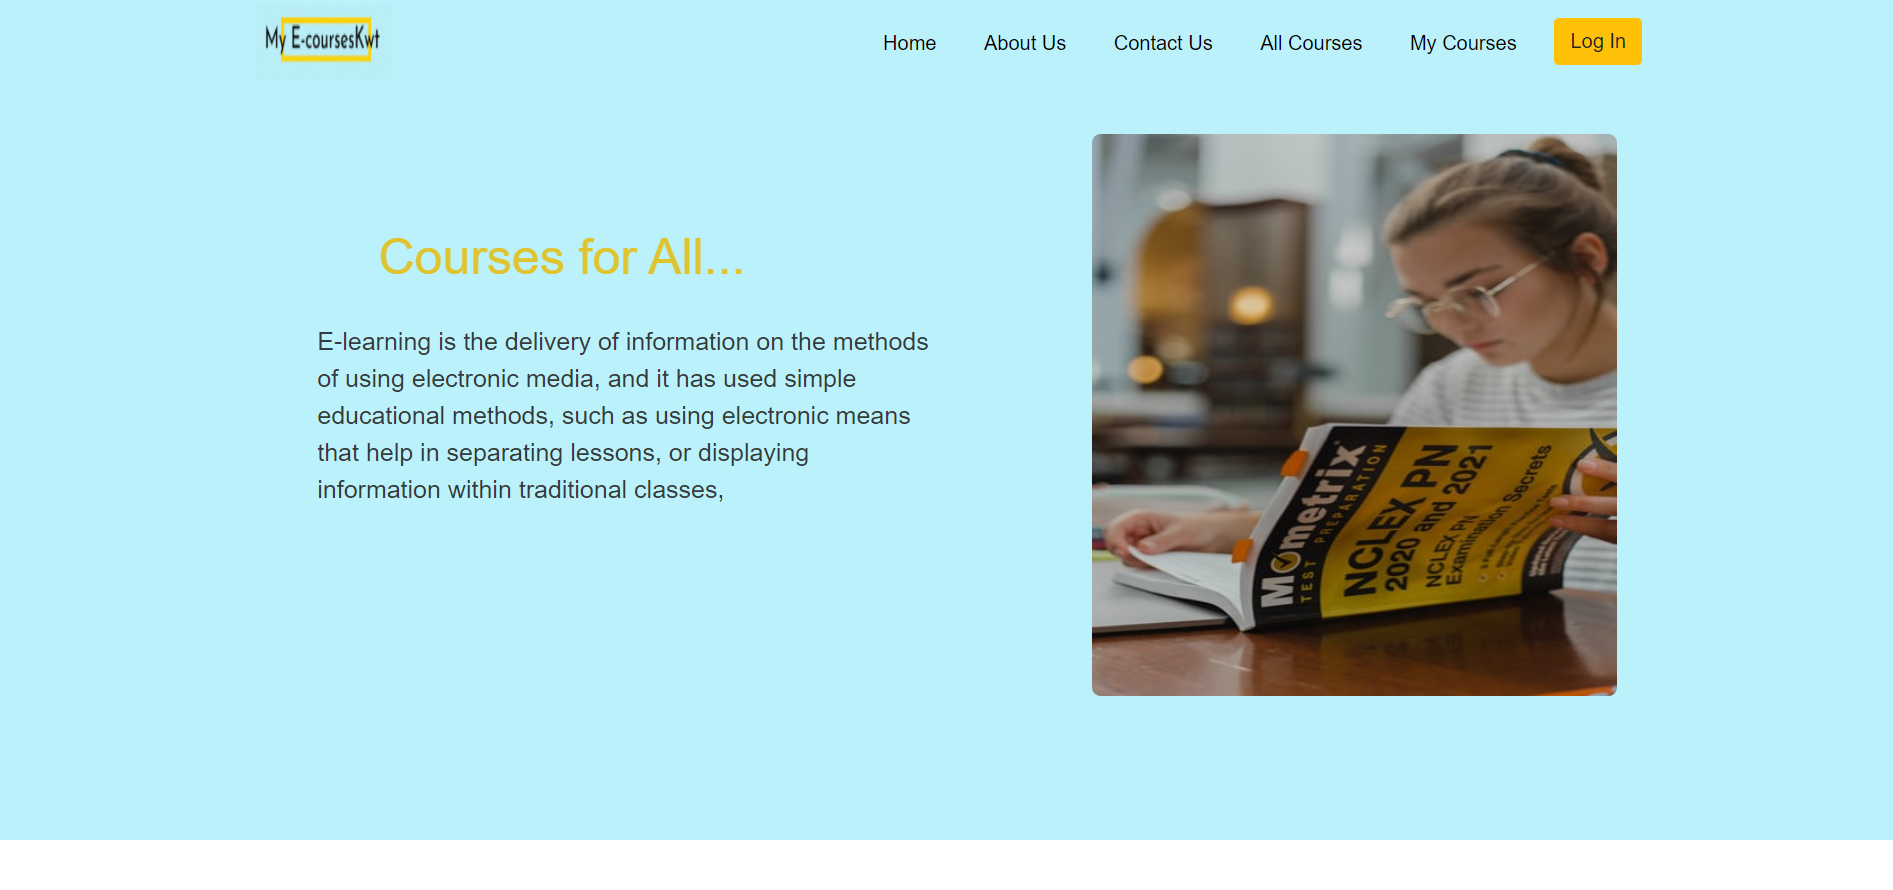 My E-coursesKwt
Home
About Us
Contact Us
All Courses
My Courses
Log In
Courses for All...
E-learning is the delivery of information on the methods
of using electronic media, and it has used simple
educational methods, such as using electronic means
that help in separating lessons, or displaying
information within traditional classes,
Mometrix
TEST PREPARATION
NCLEX PN
2020 and 2021
NCLEX PN
Examination Secrets